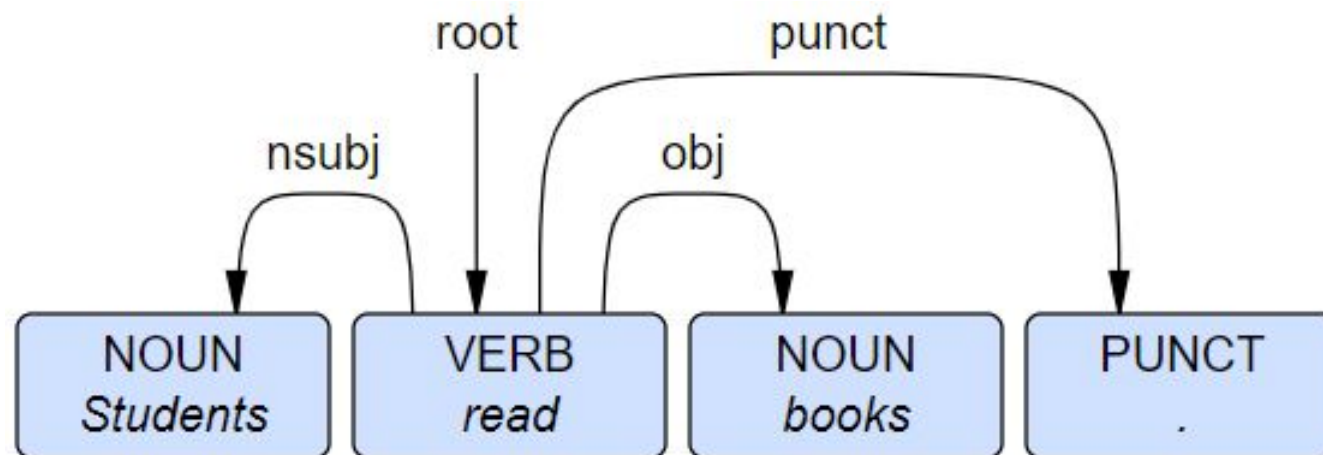 root punct
nsubj obj
NOUN VERB NOUN PUNCT
Students read books .